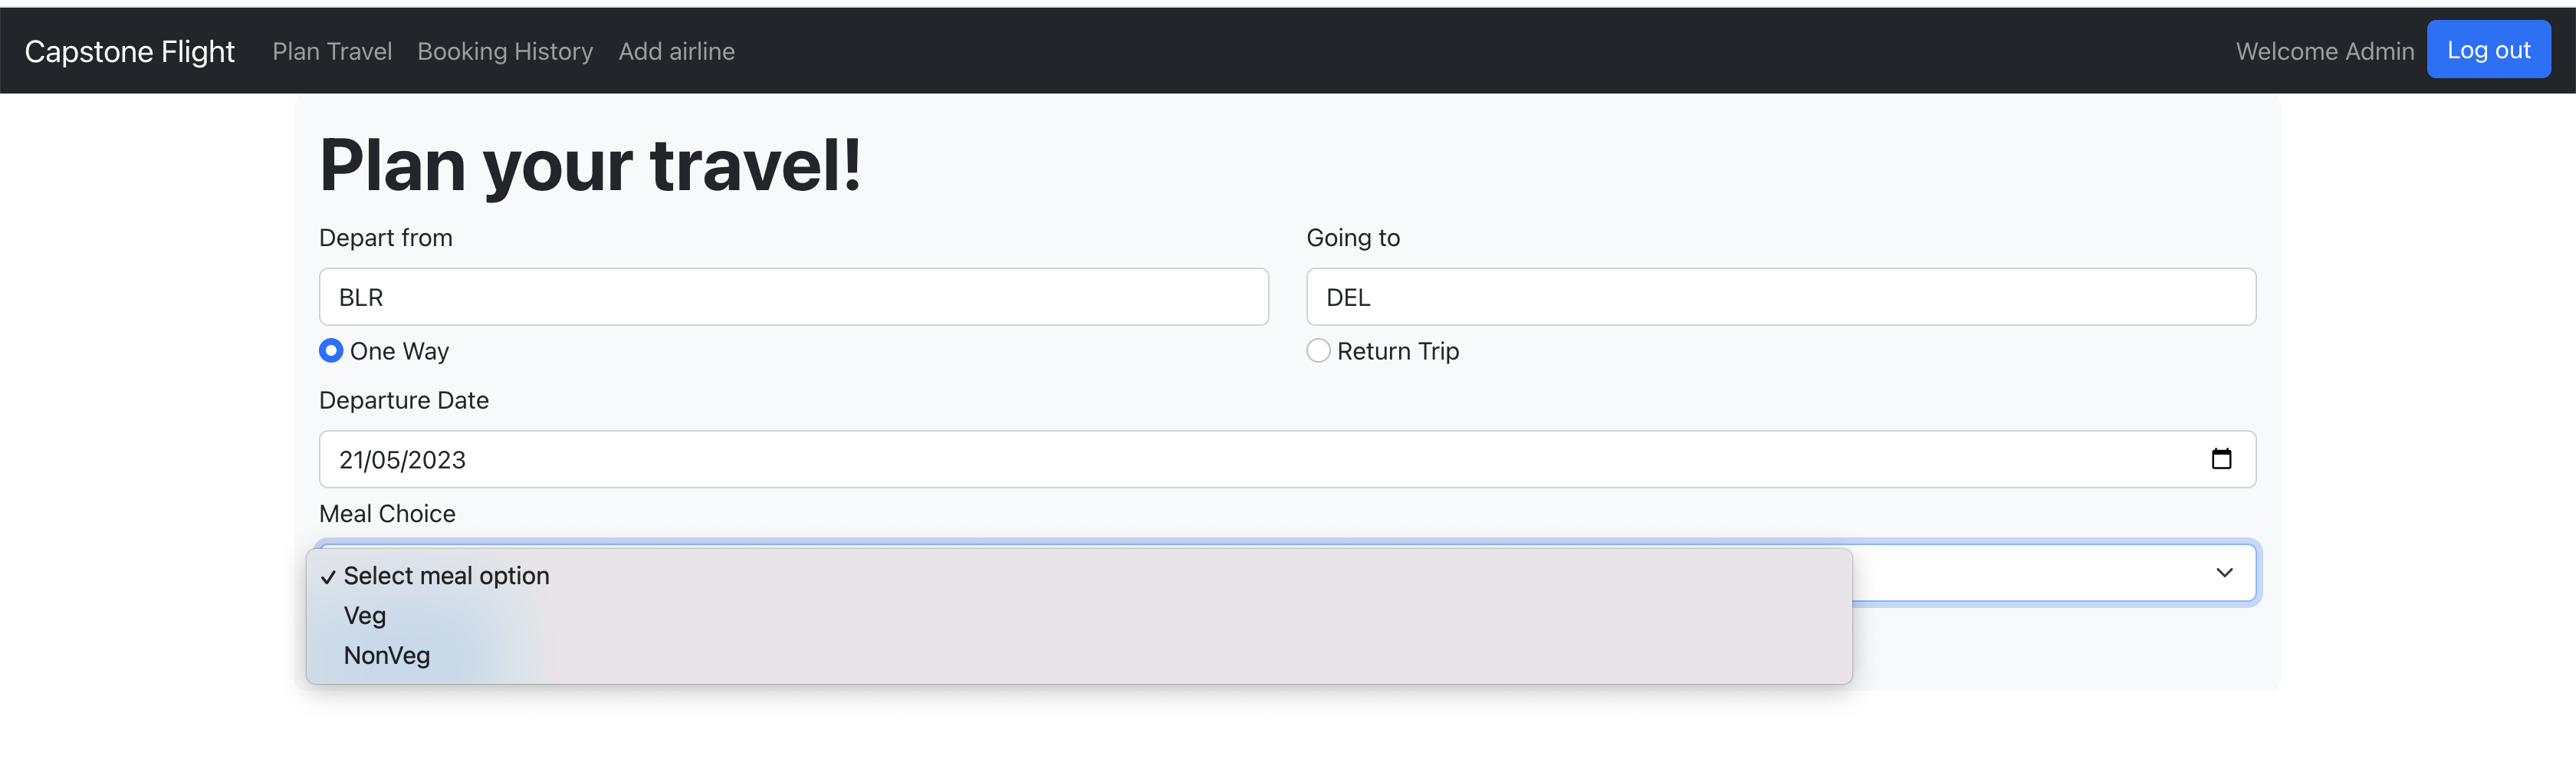 Capstone Flight Plan Travel Booking History Add airline Welcome Admin Log out
Plan your travel!
Depart from Going to
BLR DEL
One Way Return Trip
Departure Date
21/05/2023
Meal Choice
Select meal option
Veg
NonVeg